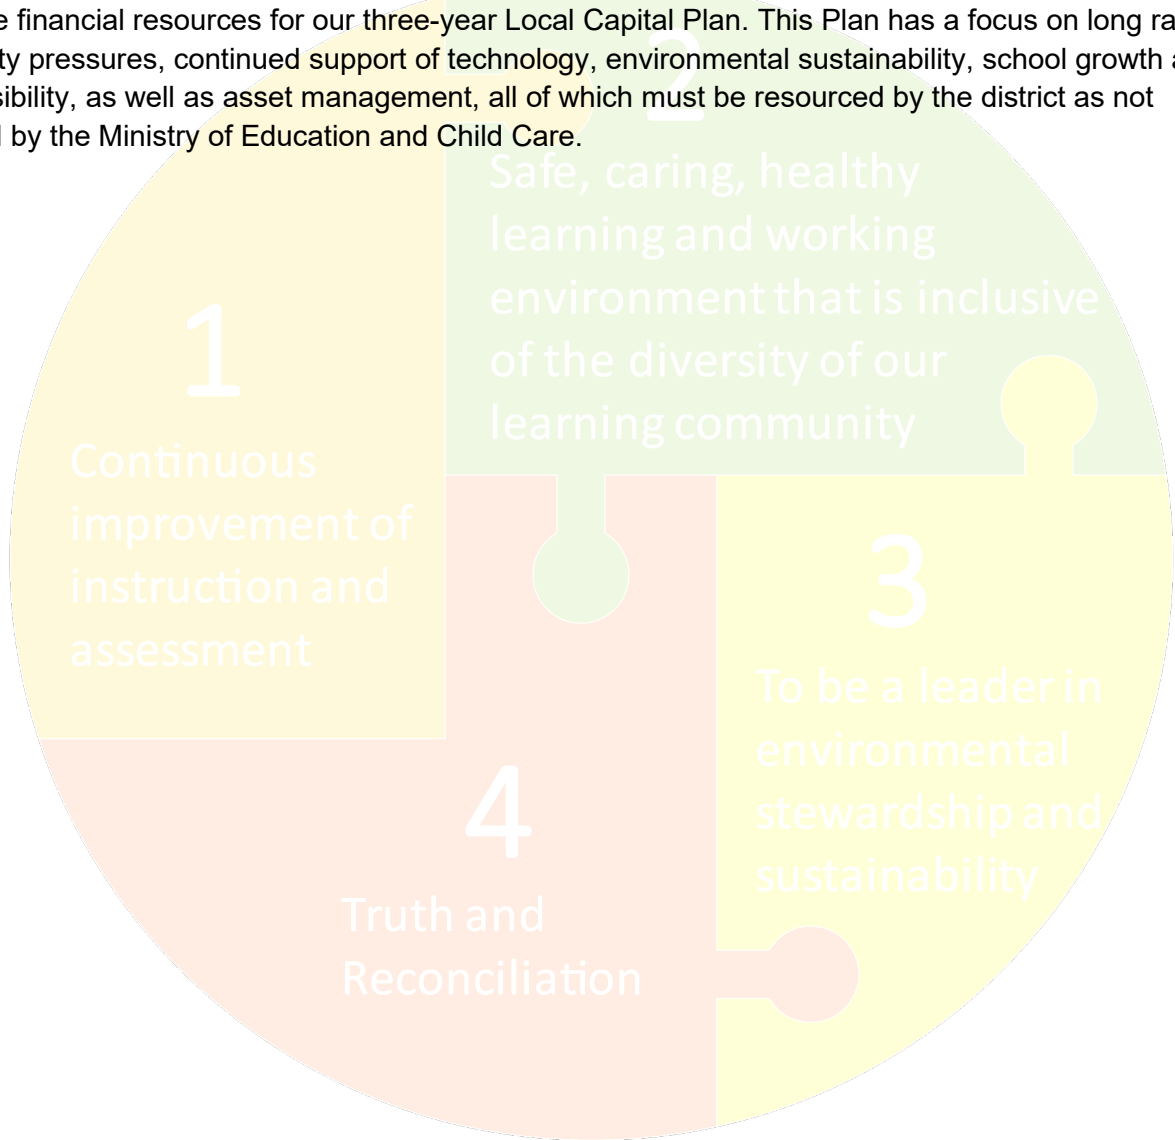 financial resources for our three-year Local Capital Plan. This Plan has a focus on long
pressures, continued support of technology, environmental sustainability, school growth
as well as asset management, all of which must be resourced by the district as not
by the Ministry of Education and Child Care.
2
Safe, caring, healthy
learning and working
environment that is inclusive
of the diversity of our
learning community
1
Continuous
improvement of
instruction and
assessment
3
To be a leader in
environmental
stewardship and
sustainability
4
Truth and
Reconciliation